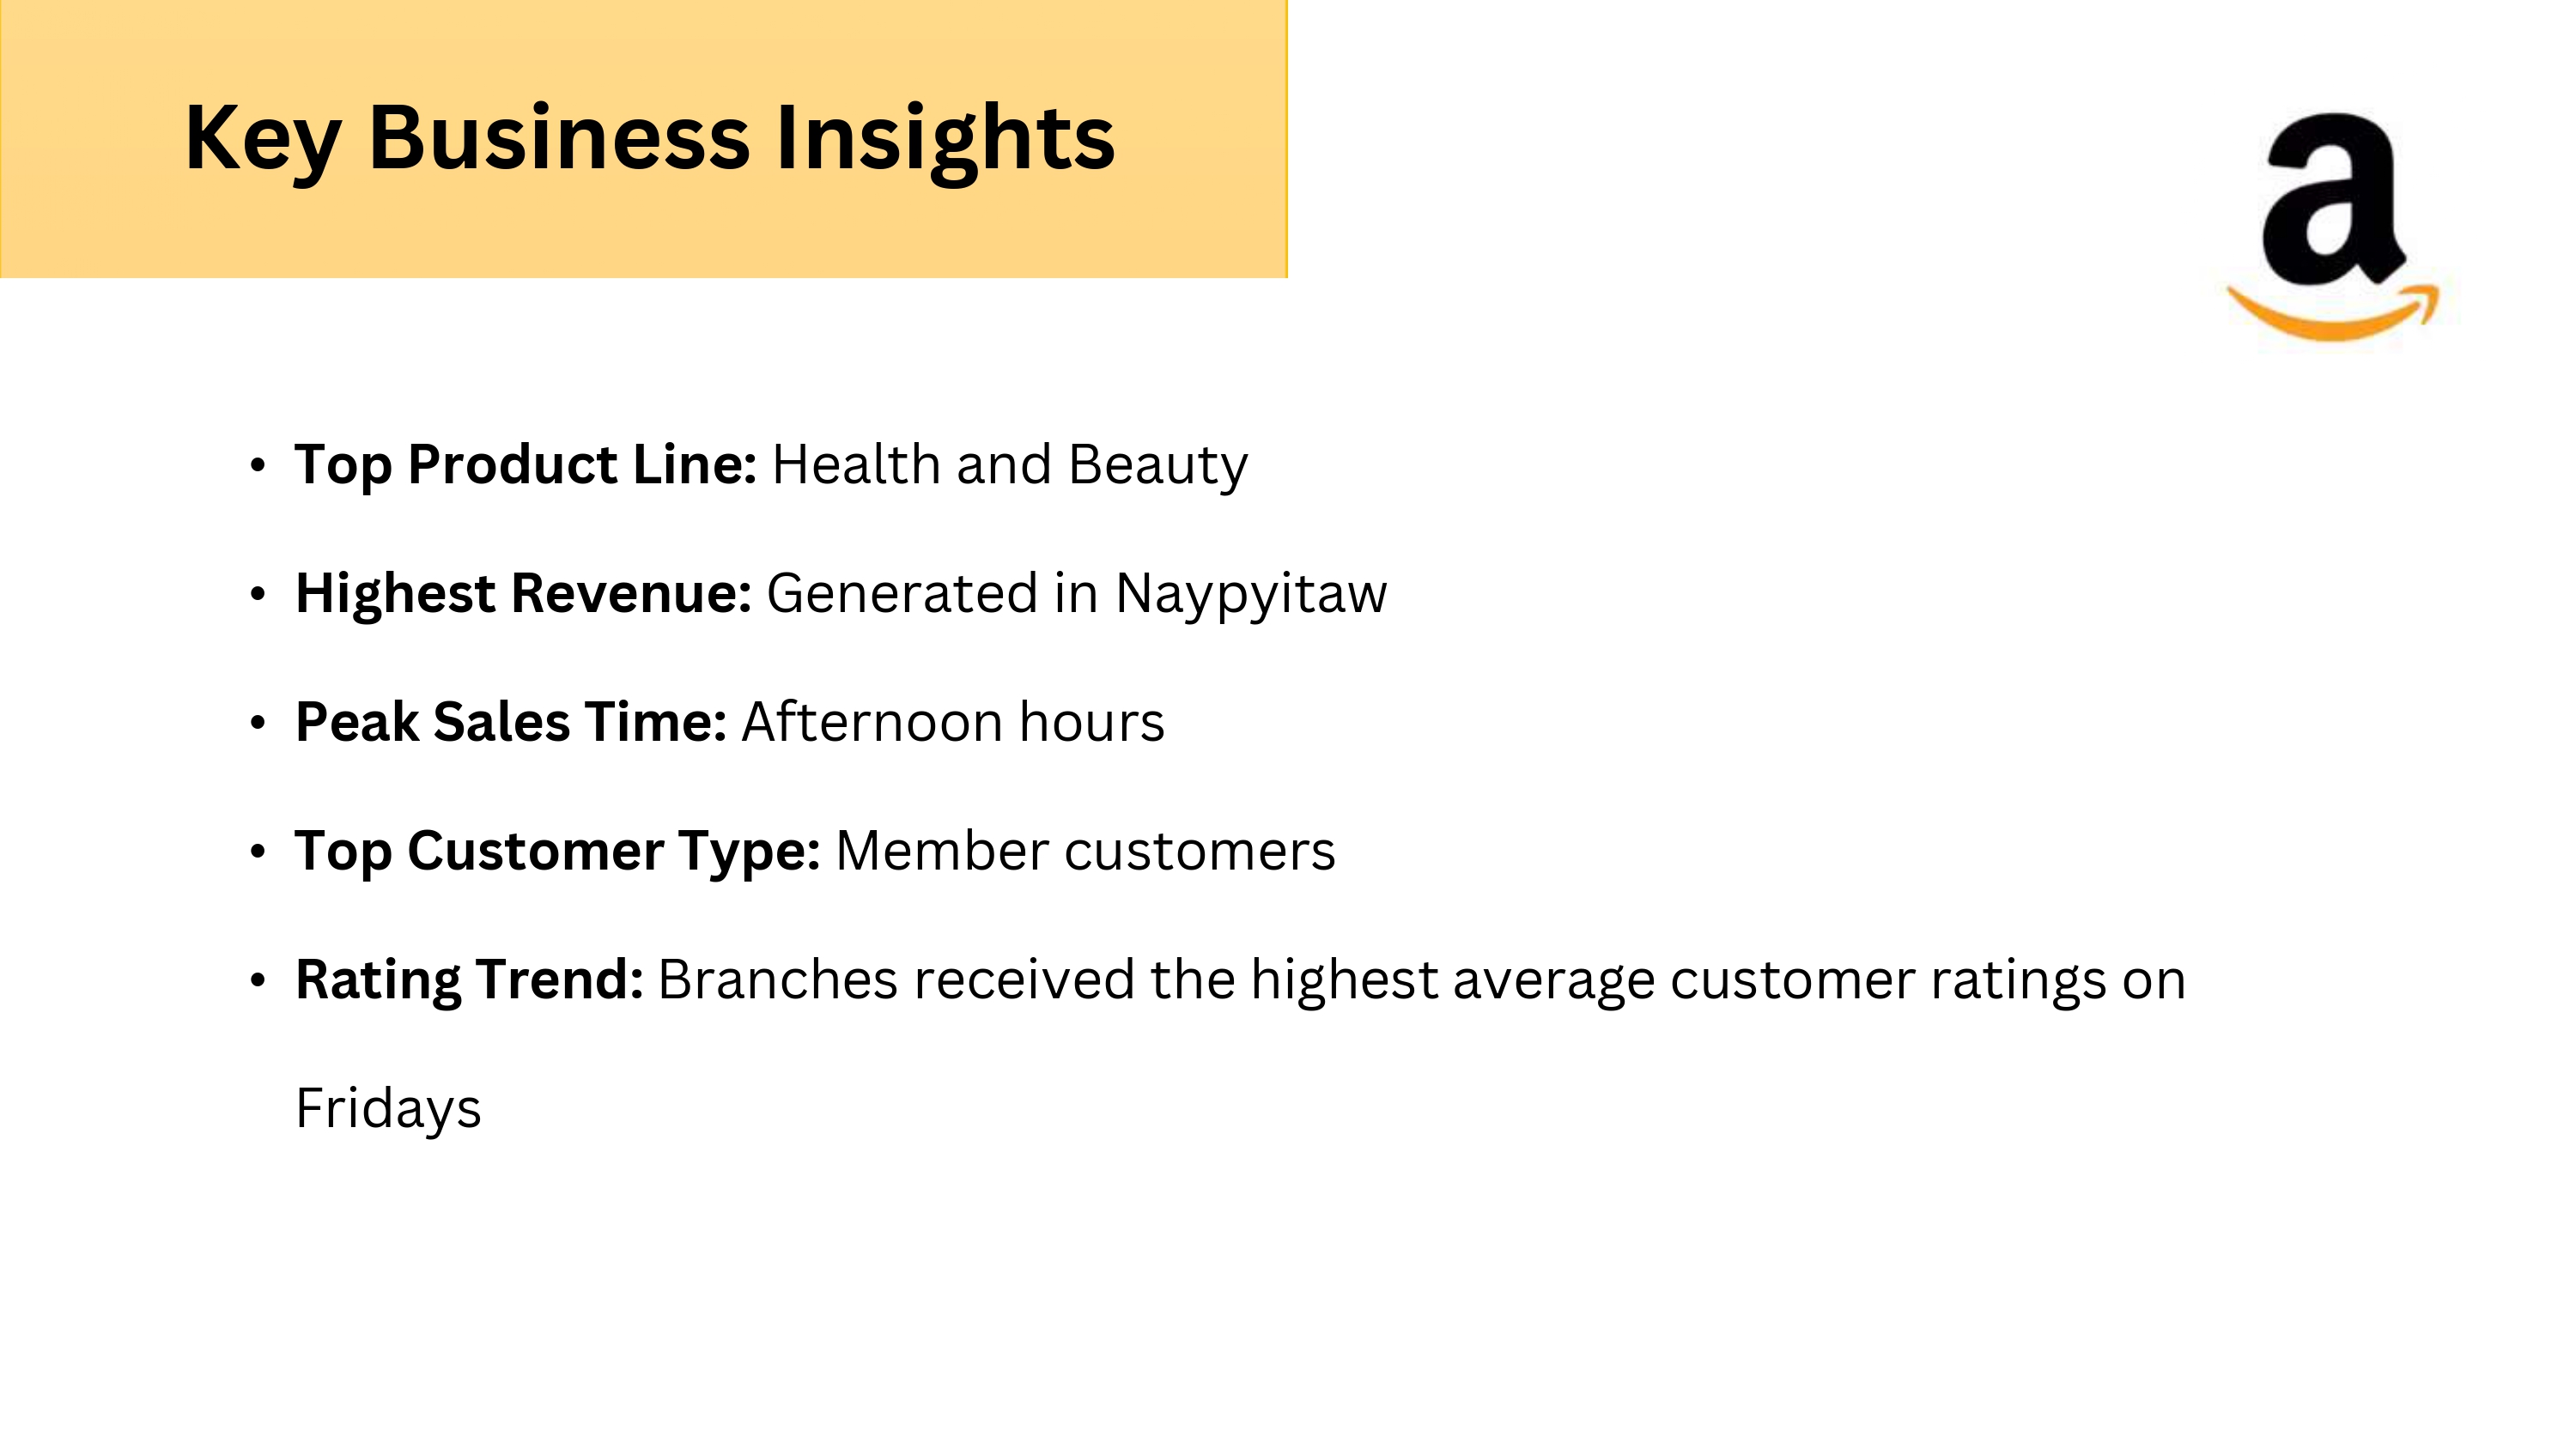 Key Business Insights
a
• Top Product Line: Health and Beauty
• Highest Revenue: Generated in Naypyitaw
• Peak Sales Time: Afternoon hours
• Top Customer Type: Member customers
• Rating Trend: Branches received the highest average customer ratings on
Fridays